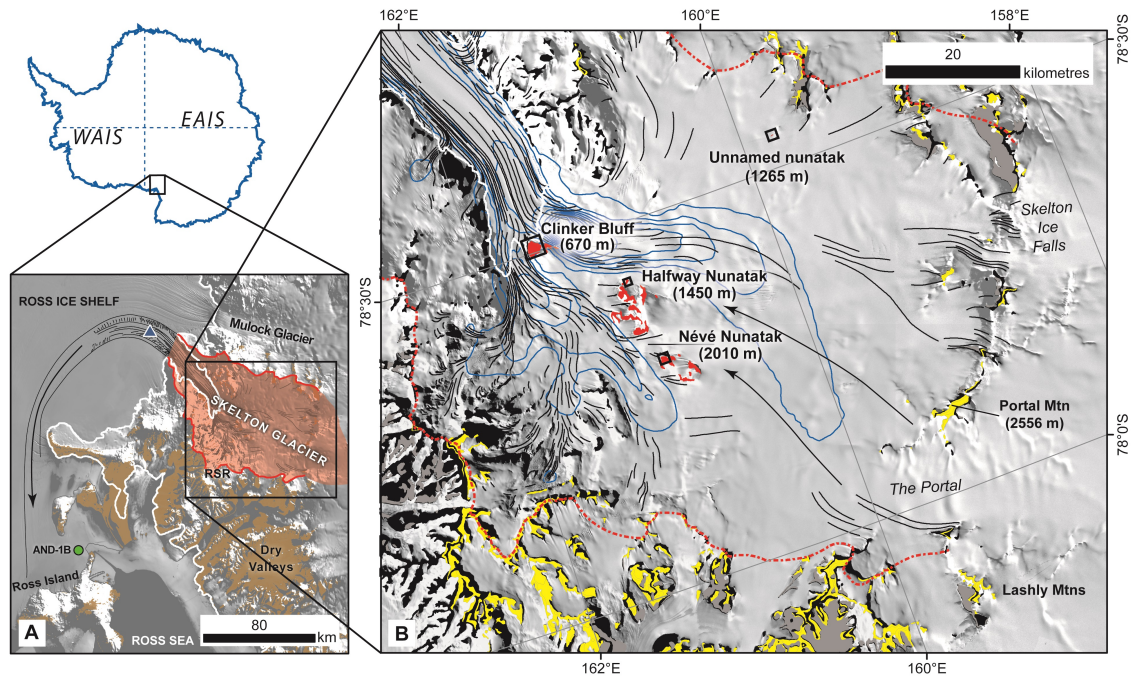 WAIS
EAIS
ROSS ICE SHELF
Mulock Glacier
SKELTON GLACIER
RSR
AND-1B
Ross Island
Dry
Valleys
ROSS SEA
80
km
A
162°E
160°E
158°E
78°30'S
20
kilometres
Unnamed nunatak
(1265 m)
Clinker Bluff
(670 m)
Skelton
Ice
Falls
Halfway Nunatak
(1450 m)
78°30'S
Névé Nunatak
(2010 m)
Portal Mtn
(2556 m)
78°0'S
The Portal
Lashly Mtns
B
162°E
160°E